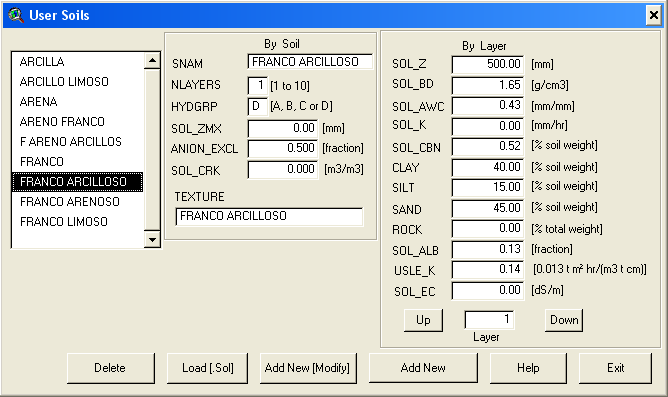 User Soils
ARCILLA
ARCILLO LIMOSO
ARENA
ARENO FRANCO
F ARENO ARCILLOS
FRANCO
FRANCO ARCILLOSO
FRANCO ARENOSO
FRANCO LIMOSO
By Soil
SNAM FRANCO ARCILLOSO
NLAYERS 1 [1 to 10]
HYDGRP D [A, B, C or D]
SOL_ZMX 0.00 [mm]
ANION_EXCL 0.500 [fraction]
SOL_CRK 0.000 [m3/m3]
TEXTURE
FRANCO ARCILLOSO
By Layer
SOL_Z 500.00 [mm]
SOL_BD 1.65 [g/cm3]
SOL_AWC 0.43 [mm/mm]
SOL_K 0.00 [mm/hr]
SOL_CBN 0.52 [% soil weight]
CLAY 40.00 [% soil weight]
SILT 15.00 [% soil weight]
SAND 45.00 [% soil weight]
ROCK 0.00 [% total weight]
SOL_ALB 0.13 [fraction]
USLE_K 0.14 [0.013 t m² hr/(m3 t cm)]
SOL_EC 0.00 [dS/m]
Up 1 Down
Layer
Delete Load [.Sol] Add New [Modify] Add New Help Exit